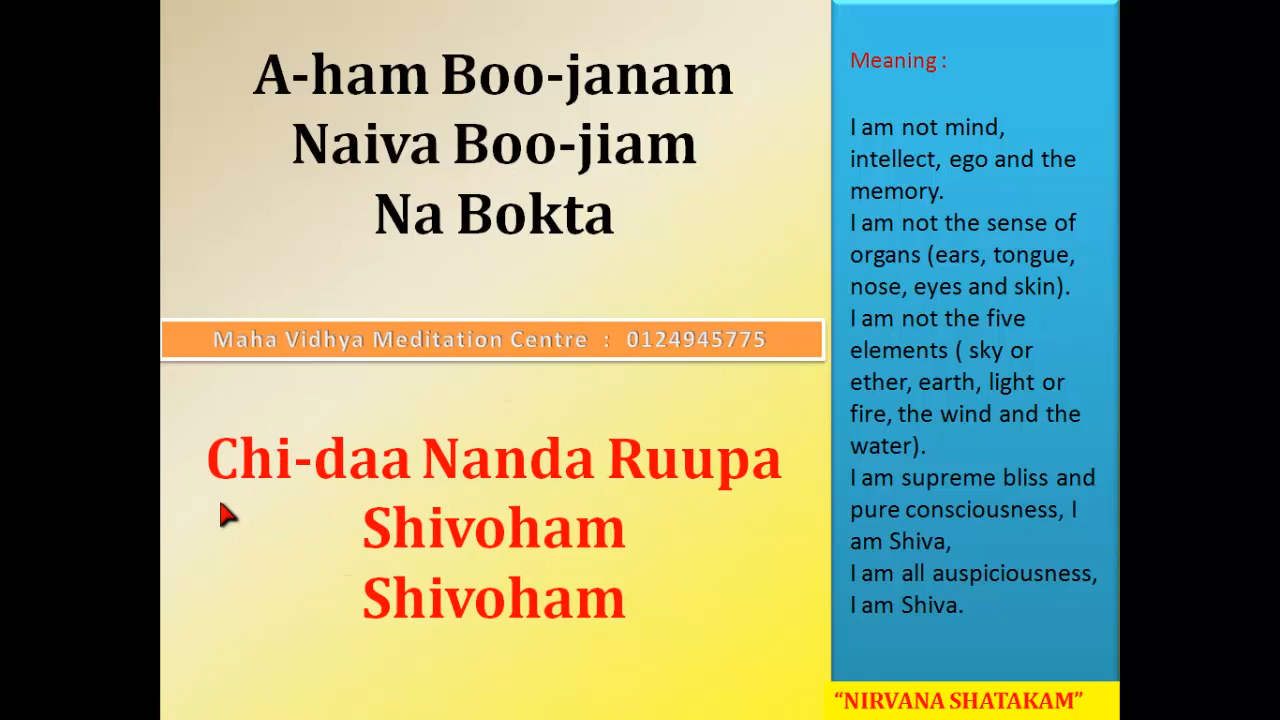 A-ham Boo-janam
Naiva Boo-jiam
Na Bokta
Maha Vidhya Meditation Centre : 0124945775
Chi-daa Nanda Ruupa
Shivoham
Shivoham
Meaning :
I am not mind,
intellect, ego and the
memory.
I am not the sense of
organs (ears, tongue,
nose, eyes and skin).
I am not the five
elements ( sky or
ether, earth, light or
fire, the wind and the
water).
I am supreme bliss and
pure consciousness, I
am Shiva,
I am all auspiciousness,
I am Shiva.
“NIRVANA SHATAKAM”